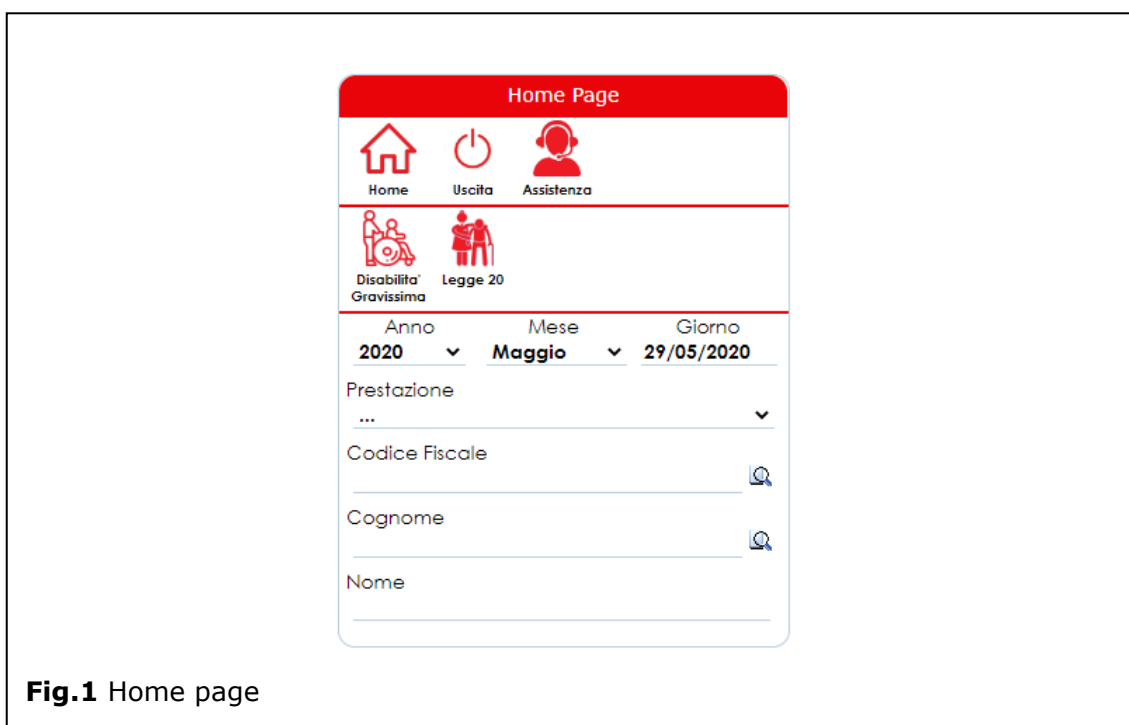 Home Page
Home Uscita Assistenza
Disabilita' Legge 20
Gravissima
Anno Mese Giorno
2020 Maggio 29/05/2020
Prestazione
...
Codice Fiscale
Cognome
Nome
Fig.1 Home page